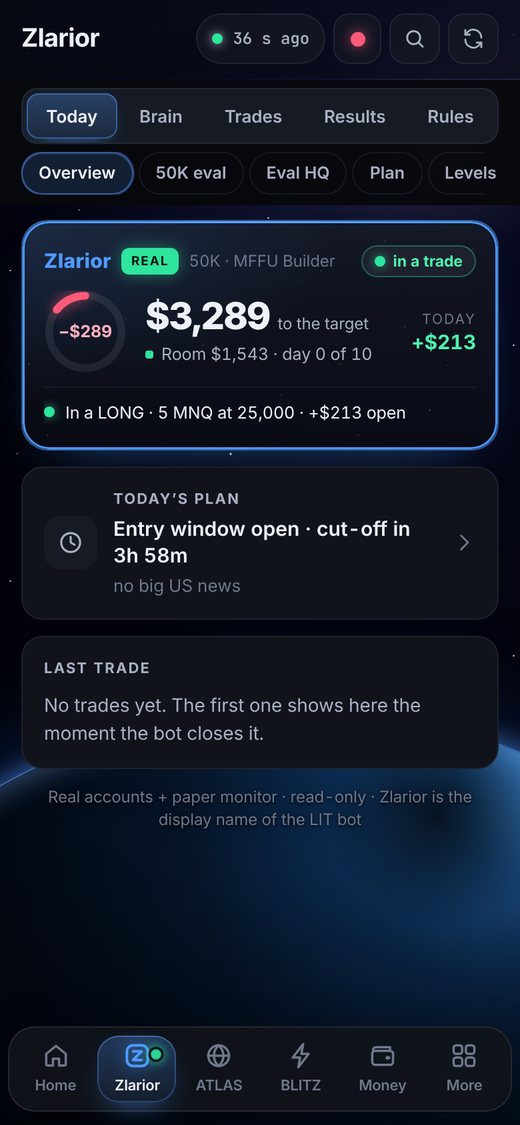 Zlarior
36 s ago
Today Brain Trades Results Rules
Overview 50K eval Eval HQ Plan Levels
Zlarior REAL 50K · MFFU Builder in a trade
−$289
$3,289 to the target
Room $1,543 · day 0 of 10
TODAY
+$213
In a LONG · 5 MNQ at 25,000 · +$213 open
TODAY’S PLAN
Entry window open · cut-off in
3h 58m
no big US news
LAST TRADE
No trades yet. The first one shows here the
moment the bot closes it.
Real accounts + paper monitor · read-only · Zlarior is the
display name of the LIT bot
Home Zlarior ATLAS BLITZ Money More